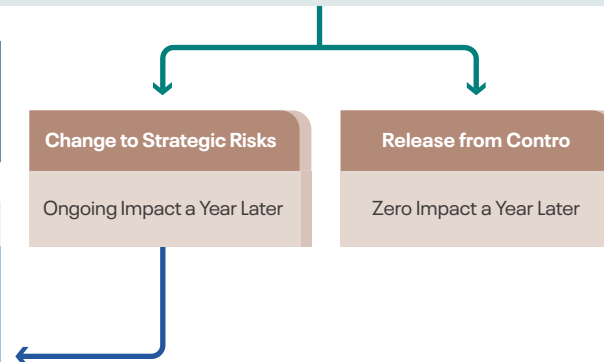 Change to Strategic Risks
Release from Contro
Ongoing Impact a Year Later
Zero Impact a Year Later